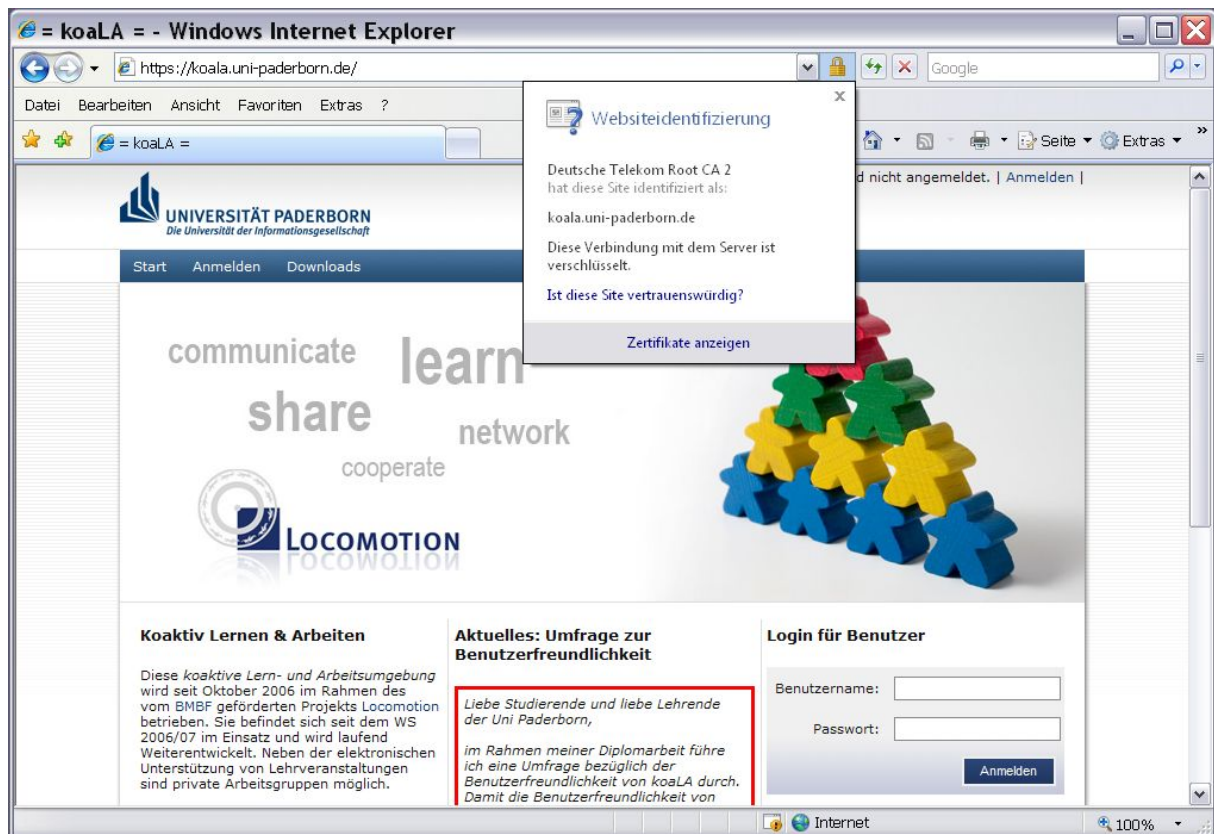 = koaLA = - Windows Internet Explorer
https://koala.uni-paderborn.de/
Google
Datei Bearbeiten Ansicht Favoriten Extras ?
= koaLA =
Seite
Extras
Websiteidentifizierung
Deutsche Telekom Root CA 2
hat diese Site identifiziert als:
koala.uni-paderborn.de
Diese Verbindung mit dem Server ist
verschlüsselt.
Ist diese Site vertrauenswürdig?
Zertifikate anzeigen
d nicht angemeldet. | Anmelden |
UNIVERSITÄT PADERBORN
Die Universität der Informationsgesellschaft
Start Anmelden Downloads
communicate
learn
share
network
cooperate
LOCOMOTION
Koaktiv Lernen & Arbeiten
Diese koaktive Lern- und Arbeitsumgebung
wird seit Oktober 2006 im Rahmen des
vom BMBF geförderten Projekts Locomotion
betrieben. Sie befindet sich seit dem WS
2006/07 im Einsatz und wird laufend
Weiterentwickelt. Neben der elektronischen
Unterstützung von Lehrveranstaltungen
sind private Arbeitsgruppen möglich.
Aktuelles: Umfrage zur
Benutzerfreundlichkeit
Liebe Studierende und liebe Lehrende
der Uni Paderborn,
im Rahmen meiner Diplomarbeit führe
ich eine Umfrage bezüglich der
Benutzerfreundlichkeit von koaLA durch.
Damit die Benutzerfreundlichkeit von
Login für Benutzer
Benutzername:
Passwort:
Anmelden
Internet
100%